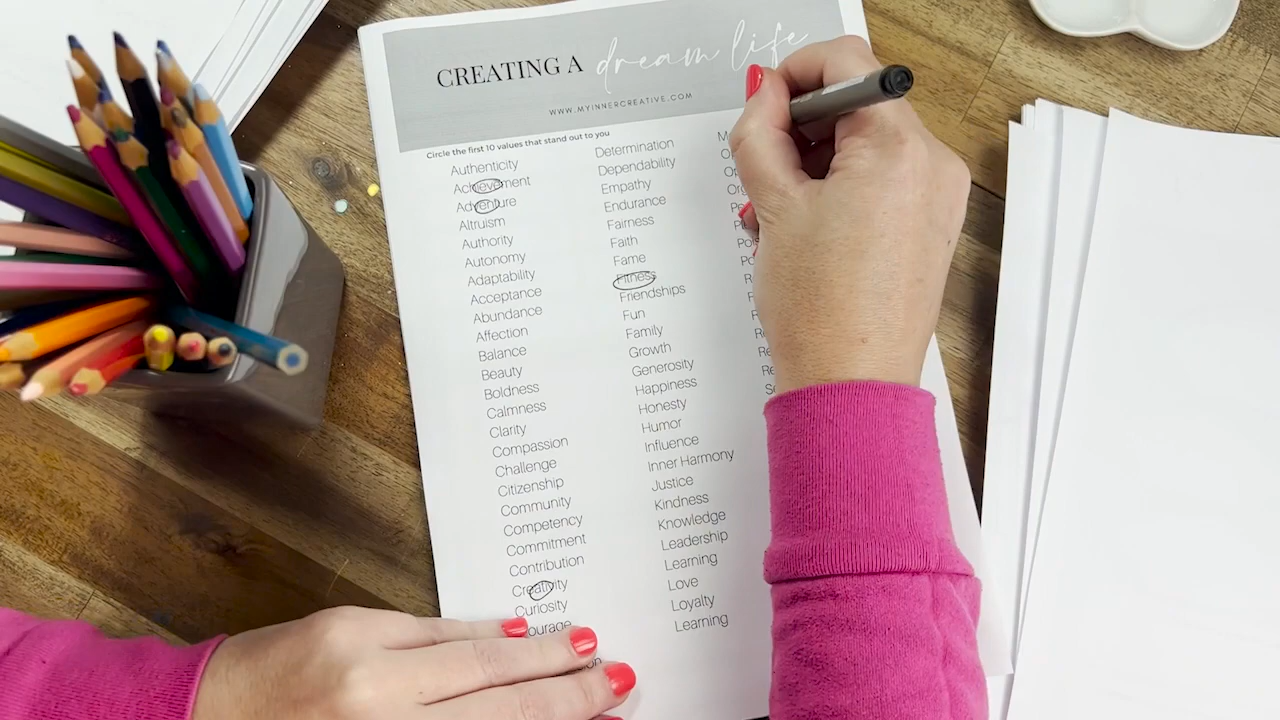 CREATING A dream life
WWW.MYINNERCREATIVE.COM
Circle the first 10 values that stand out to you
Authenticity
Achievement
Adventure
Altruism
Authority
Autonomy
Adaptability
Acceptance
Abundance
Affection
Balance
Beauty
Boldness
Calmness
Clarity
Compassion
Challenge
Citizenship
Community
Competency
Commitment
Contribution
Creativity
Curiosity
Determination
Dependability
Empathy
Endurance
Fairness
Faith
Fame
Fitness
Friendships
Fun
Family
Growth
Generosity
Happiness
Honesty
Humor
Influence
Inner Harmony
Justice
Kindness
Knowledge
Leadership
Learning
Love
Loyalty
Learning